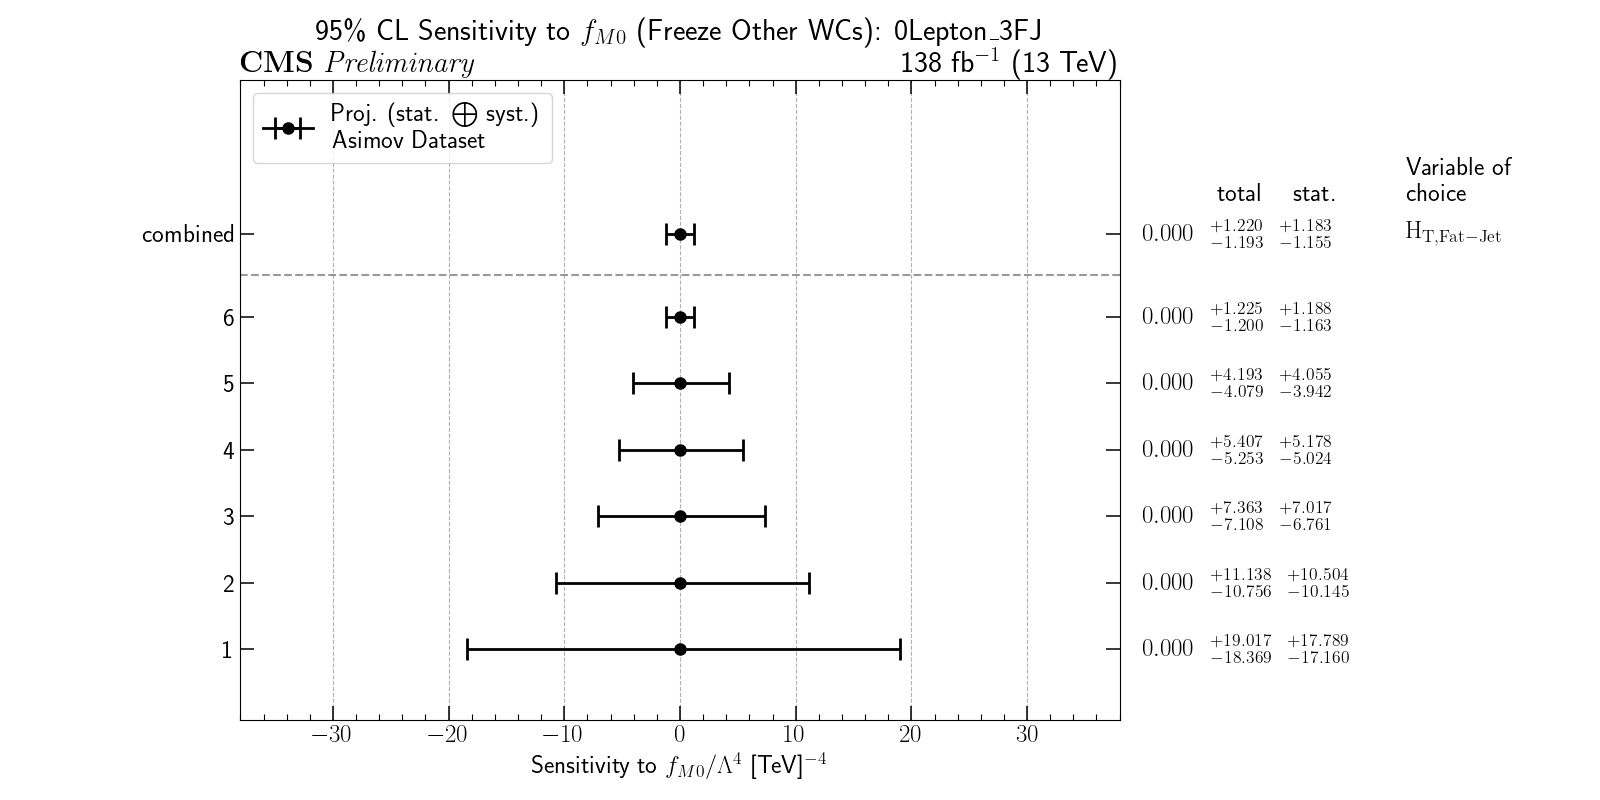 95% CL Sensitivity to f_{M0} (Freeze Other WCs): 0Lepton_3FJ
CMS Preliminary 138 fb^{−1} (13 TeV)
Proj. (stat. ⨁ syst.)
Asimov Dataset
Variable of
total stat. choice
combined 0.000 +1.220 −1.193 +1.183 −1.155 H_{T,Fat−Jet}
6 0.000 +1.225 −1.200 +1.188 −1.163
5 0.000 +4.193 −4.079 +4.055 −3.942
4 0.000 +5.407 −5.253 +5.178 −5.024
3 0.000 +7.363 −7.108 +7.017 −6.761
2 0.000 +11.138 −10.756 +10.504 −10.145
1 0.000 +19.017 −18.369 +17.789 −17.160
−30 −20 −10 0 10 20 30
Sensitivity to f_{M0}/Λ^4 [TeV]^{−4}